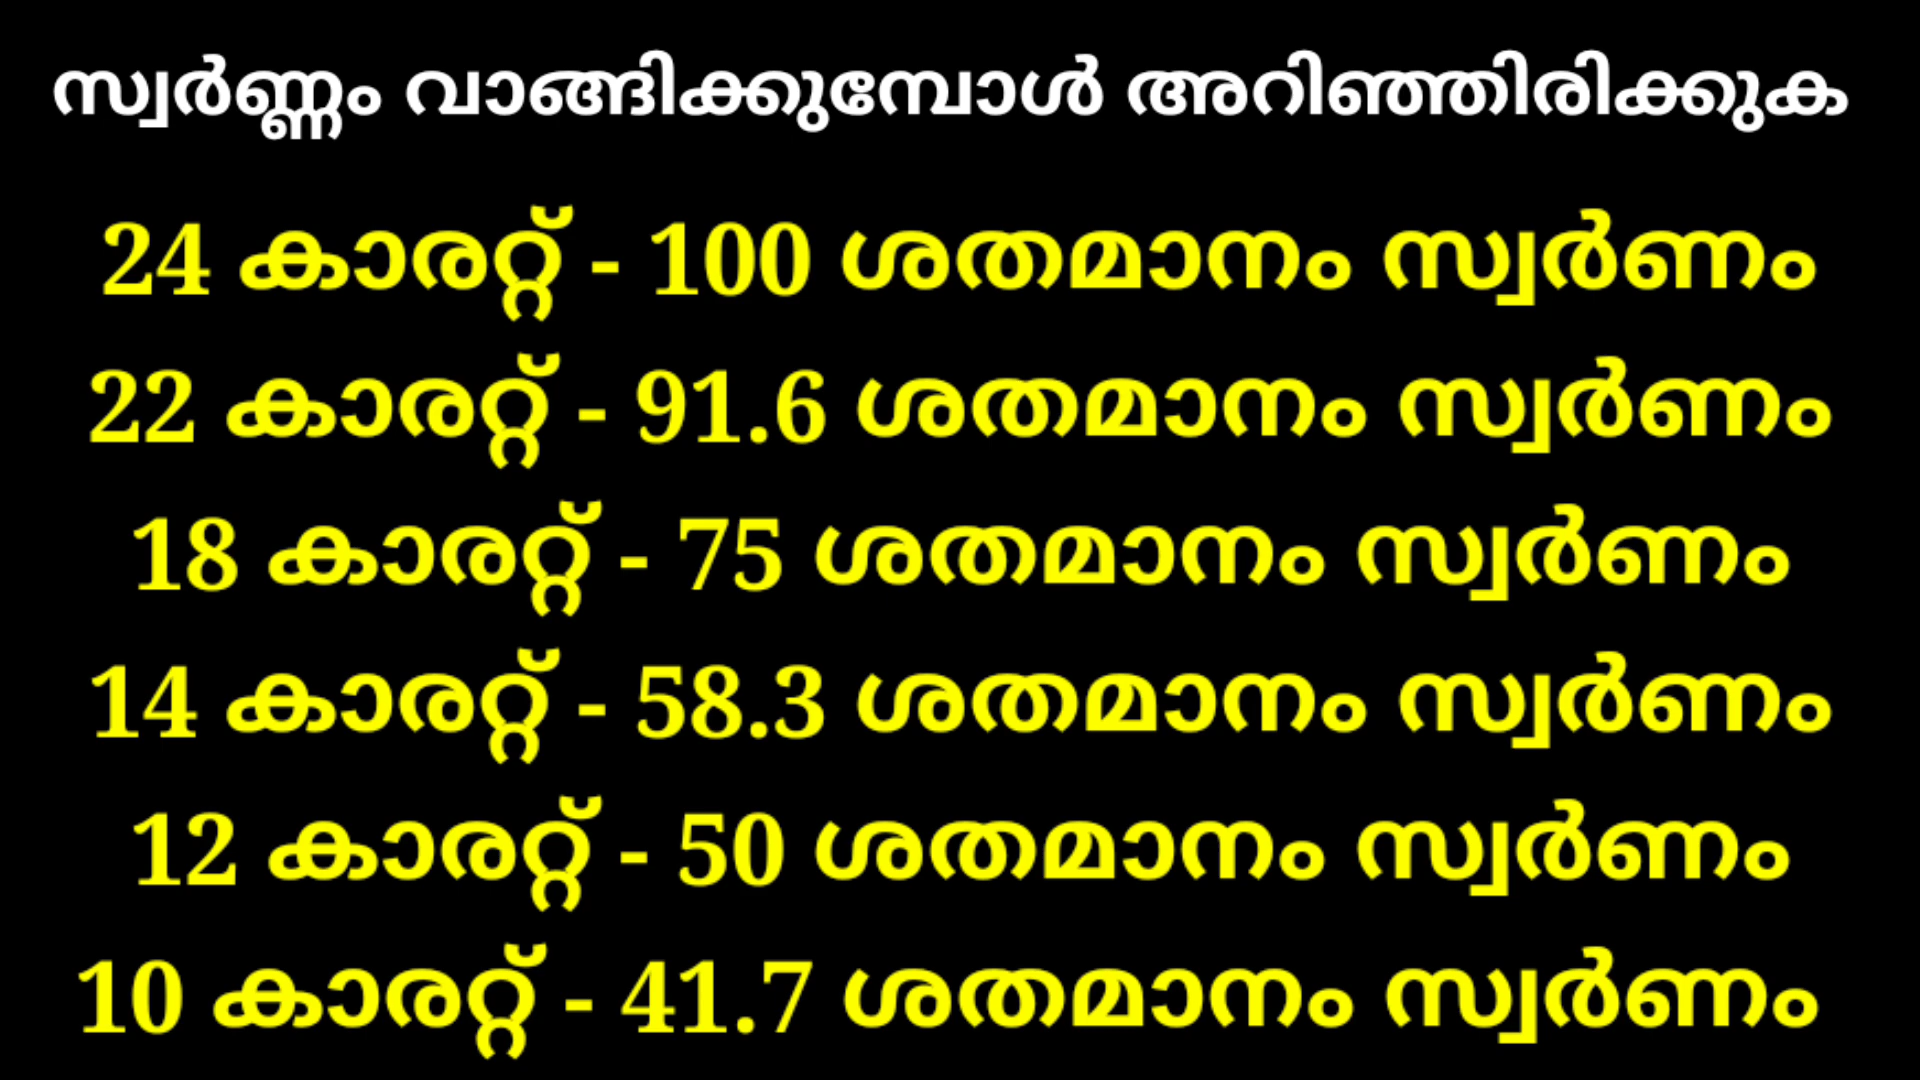 സ്വർണ്ണം വാങ്ങിക്കുമ്പോൾ അറിഞ്ഞിരിക്കുക
24 കാരറ്റ് - 100 ശതമാനം സ്വർണം
22 കാരറ്റ് - 91.6 ശതമാനം സ്വർണം
18 കാരറ്റ് - 75 ശതമാനം സ്വർണം
14 കാരറ്റ് - 58.3 ശതമാനം സ്വർണം
12 കാരറ്റ് - 50 ശതമാനം സ്വർണം
10 കാരറ്റ് - 41.7 ശതമാനം സ്വർണം